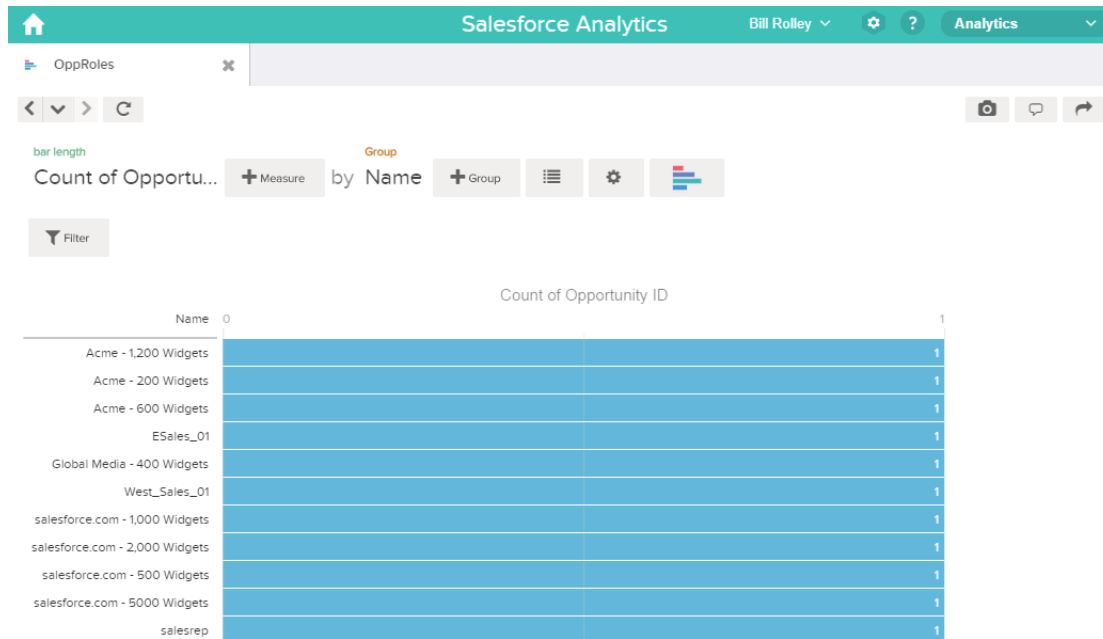 Salesforce Analytics Bill Rolley ? Analytics
OppRoles
bar length Group
Count of Opportu... + Measure by Name + Group
Filter
Count of Opportunity ID
Name 0 1
Acme - 1,200 Widgets 1
Acme - 200 Widgets 1
Acme - 600 Widgets 1
ESales_01 1
Global Media - 400 Widgets 1
West_Sales_01 1
salesforce.com - 1,000 Widgets 1
salesforce.com - 2,000 Widgets 1
salesforce.com - 500 Widgets 1
salesforce.com - 5000 Widgets 1
salesrep 1